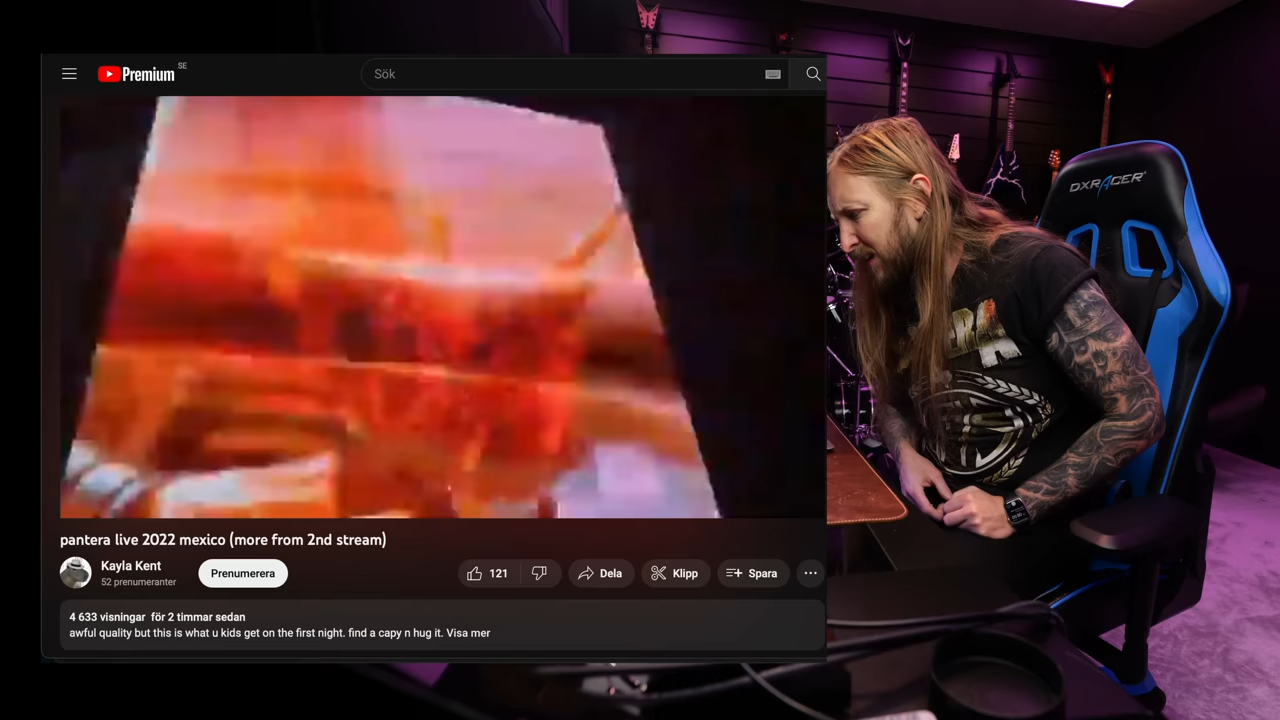 Premium SE
Sök
pantera live 2022 mexico (more from 2nd stream)
Kayla Kent
52 prenumeranter
Prenumerera
121
Dela
Klipp
Spara
4 633 visningar för 2 timmar sedan
awful quality but this is what u kids get on the first night. find a capy n hug it. Visa mer
DXRACER